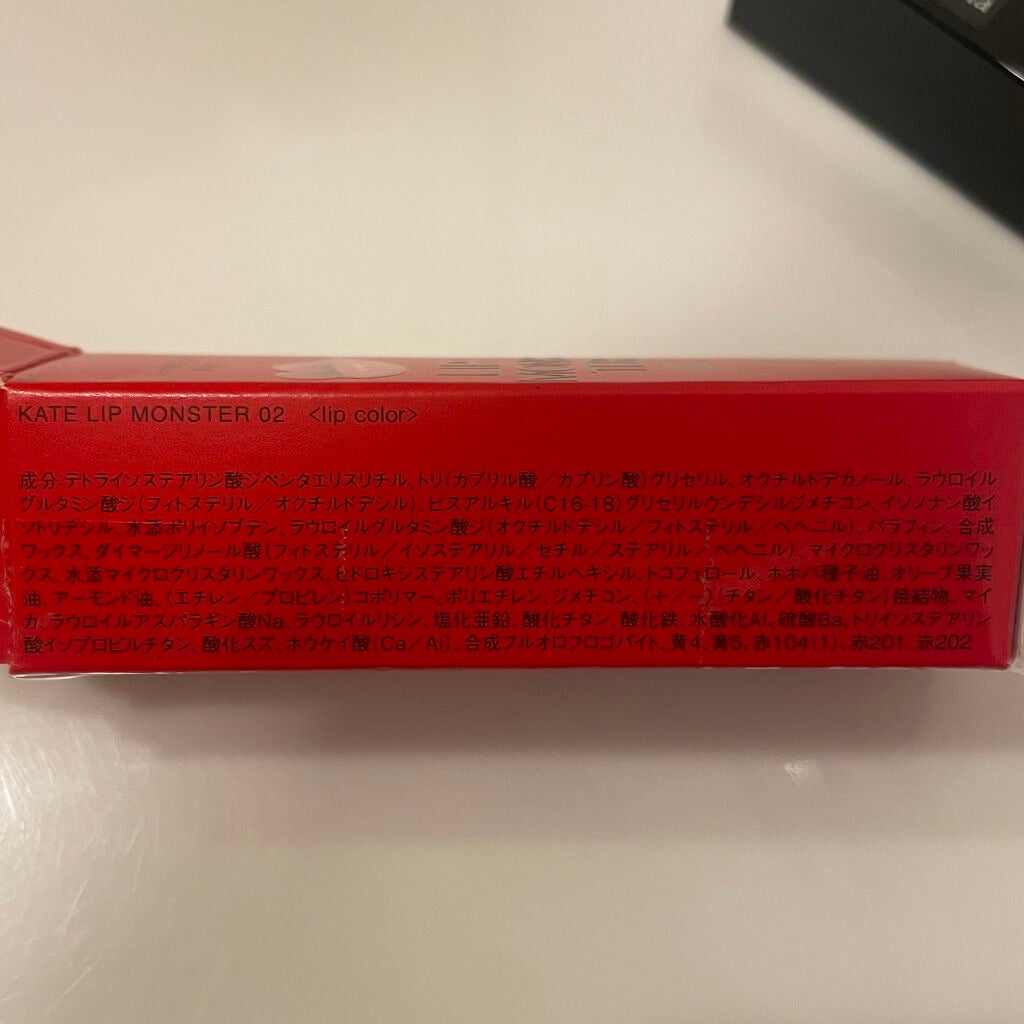 LIP
MONS
TER
KATE LIP MONSTER 02 <lip color>
成分:テトライソステアリン酸ジペンタエリスリチル、トリ(カプリル酸/カプリン酸)グリセリル、オクチルドデカノール、ラウロイル
グルタミン酸ジ(フィトステリル/オクチルドデシル)、ビスアルキル(C16-18)グリセリルウンデシルジメチコン、イソノナン酸イ
ソトリデシル、水添ポリイソブテン、ラウロイルグルタミン酸ジ(オクチルドデシル/フィトステリル/ベヘニル)、パラフィン、合成
ワックス、ダイマージリノール酸(フィトステリル/イソステアリル/セチル/ステアリル/ベヘニル)、マイクロクリスタリンワッ
クス、水添マイクロクリスタリンワックス、ヒドロキシステアリン酸エチルヘキシル、トコフェロール、ホホバ種子油、オリーブ果実
油、アーモンド油、(エチレン/プロピレン)コポリマー、ポリエチレン、ジメチコン、(+/-)(チタン/酸化チタン)焼結物、マイ
カ、ラウロイルアスパラギン酸Na、ラウロイルリシン、塩化亜鉛、酸化チタン、酸化鉄、水酸化Al、硫酸Ba、トリイソステアリン
酸イソプロピルチタン、酸化スズ、ホウケイ酸(Ca/Al)、合成フルオロフロゴパイト、黄4、黄5、赤104(1)、赤201、赤202